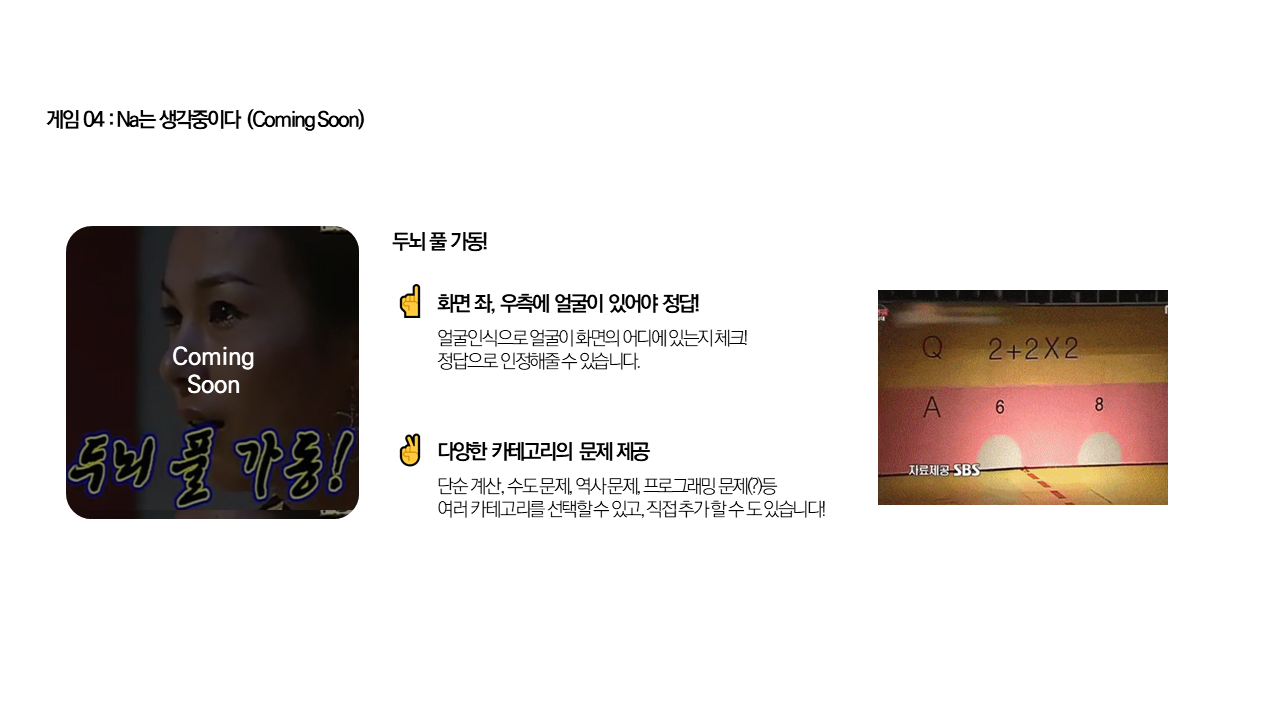 게임 04 : Na는 생각중이다 (Coming Soon)
두뇌 풀 가동!
☝ 화면 좌, 우측에 얼굴이 있어야 정답!
얼굴인식으로 얼굴이 화면의 어디에 있는지 체크!
정답으로 인정해줄 수 있습니다.
Coming
Soon
두뇌 풀 가동!
✌ 다양한 카테고리의 문제 제공
단순 계산, 수도 문제, 역사 문제, 프로그래밍 문제(?)등
여러 카테고리를 선택할 수 있고, 직접 추가 할 수 도 있습니다!
Q 2+2X2
A 6 8
자료제공 SBS